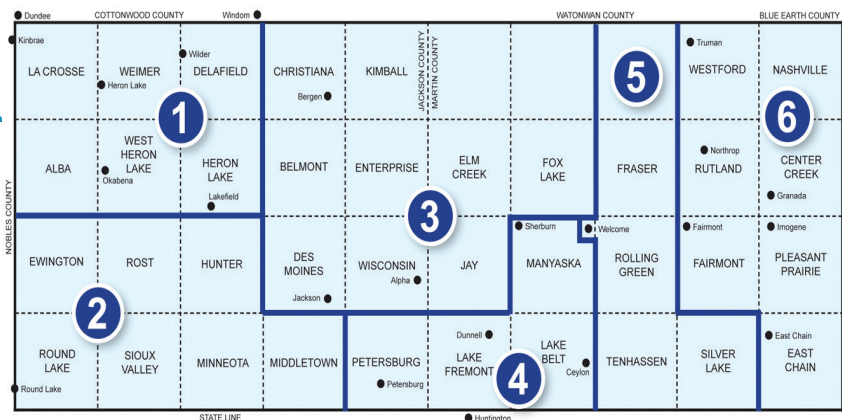 Dundee
COTTONWOOD COUNTY
Windom
WATONWAN COUNTY
BLUE EARTH COUNTY
Kinbrae
Wilder
Truman
LA CROSSE
WEIMER
DELAFIELD
CHRISTIANA
KIMBALL
JACKSON COUNTY
MARTIN COUNTY
5
WESTFORD
NASHVILLE
Heron Lake
Bergen
1
6
Northrop
ALBA
WEST
HERON
LAKE
HERON
LAKE
BELMONT
ENTERPRISE
ELM
CREEK
FOX
LAKE
FRASER
RUTLAND
CENTER
CREEK
Okabena
Lakefield
Granada
NOBLES COUNTY
3
Sherburn
Welcome
Fairmont
Imogene
EWINGTON
ROST
HUNTER
DES
MOINES
WISCONSIN
JAY
MANYASKA
ROLLING
GREEN
FAIRMONT
PLEASANT
PRAIRIE
Alpha
Jackson
2
Dunnell
East Chain
ROUND
LAKE
SIOUX
VALLEY
MINNEOTA
MIDDLETOWN
PETERSBURG
LAKE
FREMONT
4
LAKE
BELT
TENHASSEN
SILVER
LAKE
EAST
CHAIN
Ceylon
Round Lake
Petersburg
STATE LINE
Huntington